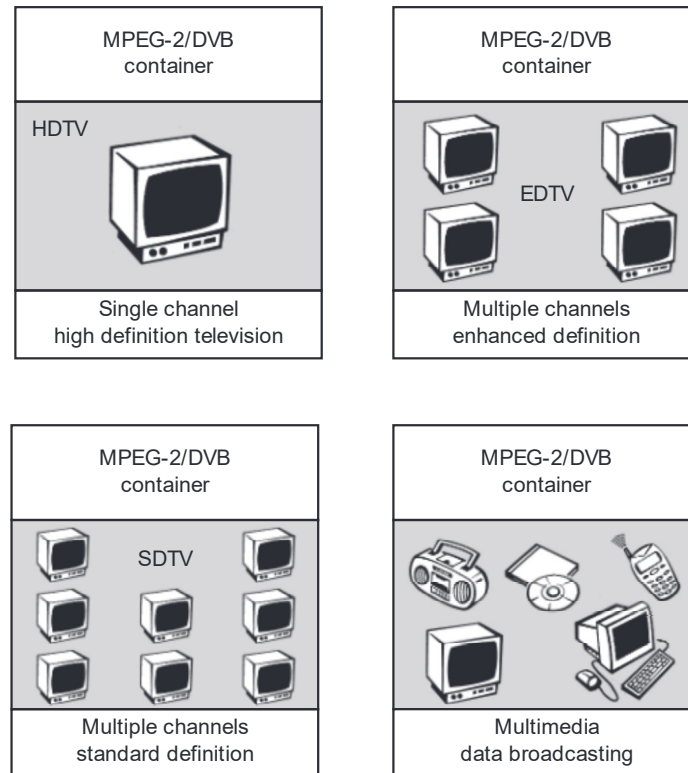 MPEG-2/DVB
container
HDTV
Single channel
high definition television
MPEG-2/DVB
container
EDTV
Multiple channels
enhanced definition
MPEG-2/DVB
container
SDTV
Multiple channels
standard definition
MPEG-2/DVB
container
Multimedia
data broadcasting